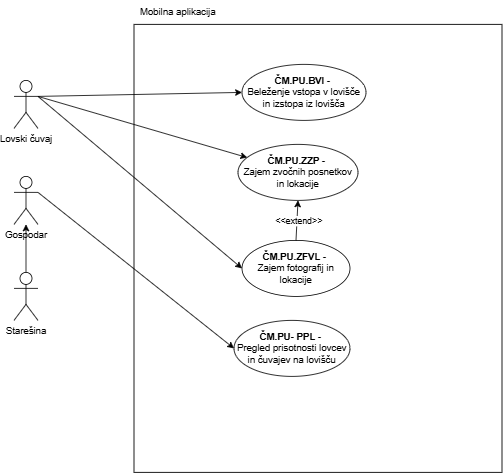 Mobilna aplikacija
ČM.PU.BVI -
Beleženje vstopa v lovišče
in izstopa iz lovišča
Lovski čuvaj
ČM.PU.ZZP -
Zajem zvočnih posnetkov
in lokacije
<<extend>>
Gospodar
ČM.PU.ZFVL -
Zajem fotografij in
lokacije
Starešina
ČM.PU- PPL -
Pregled prisotnosti lovcev
in čuvajev na lovišču